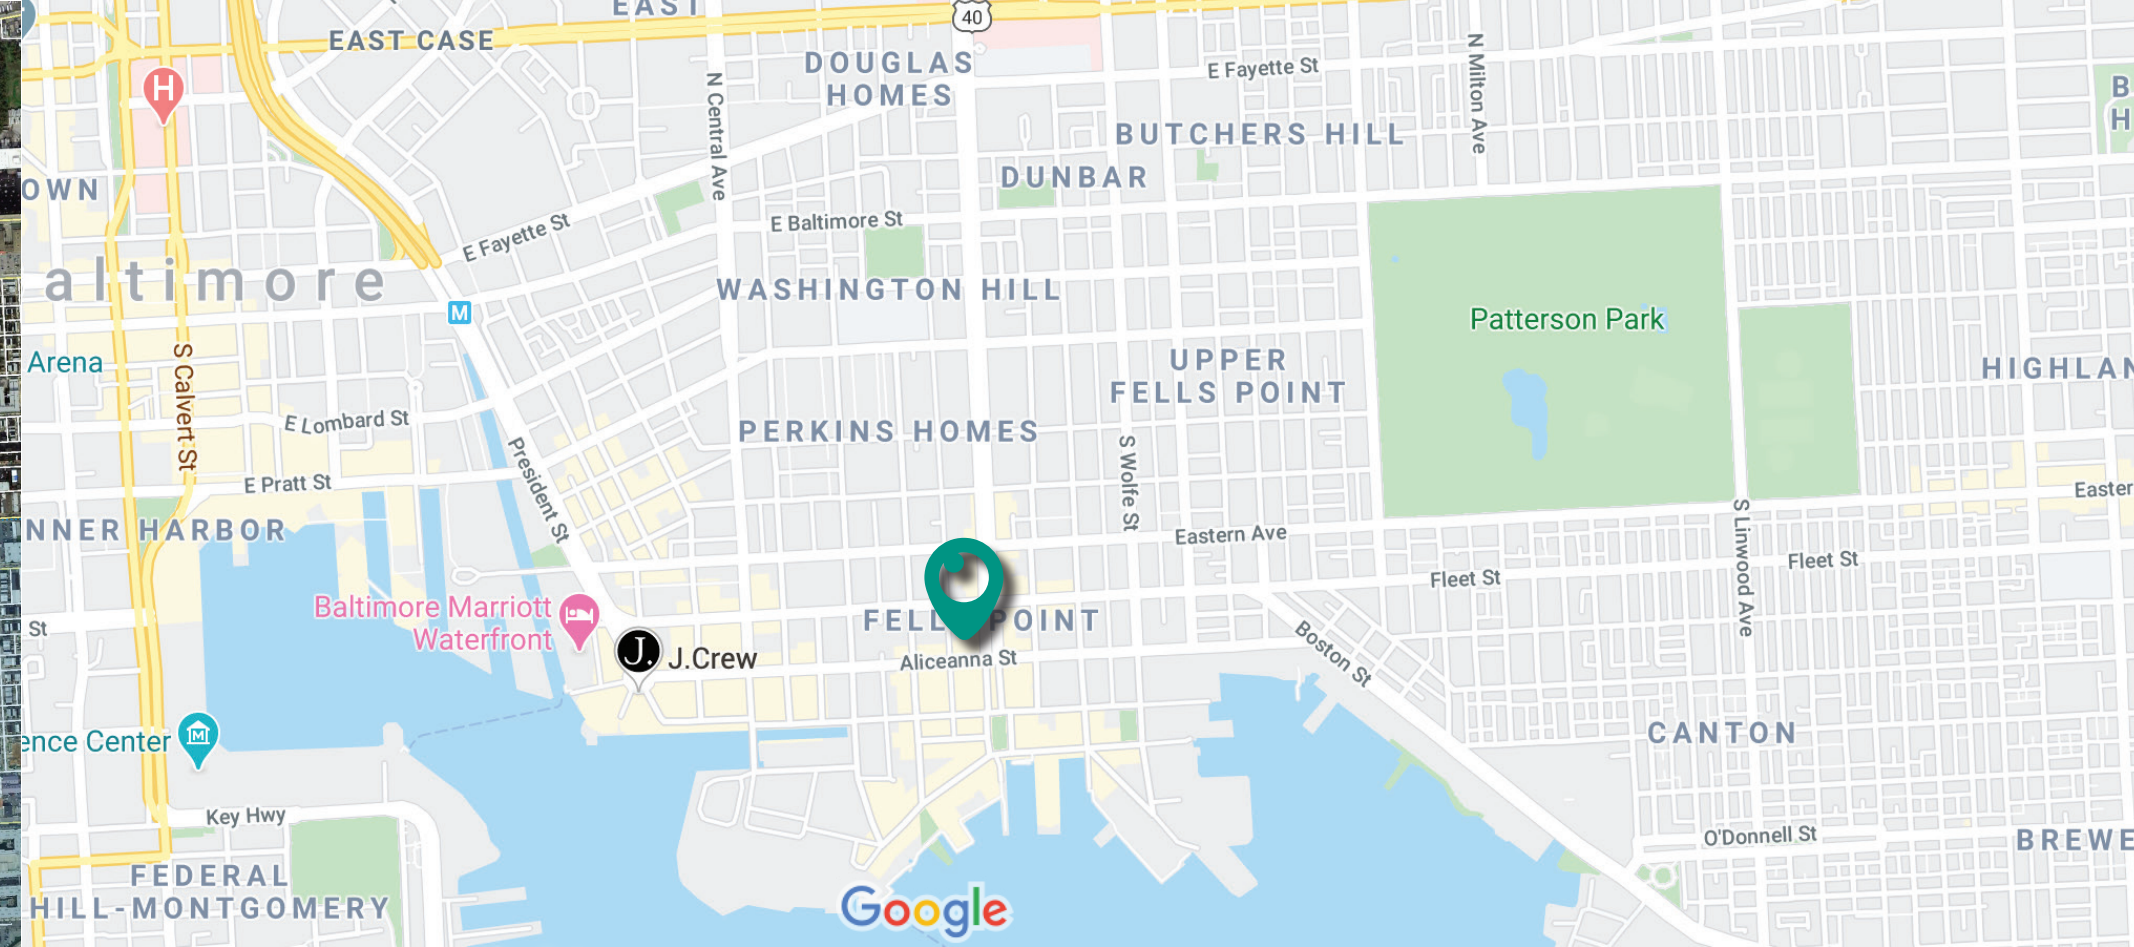 EAST
40
EAST CASE
DOUGLAS
HOMES
E Fayette St
N Milton Ave
B
H
H
N Central Ave
BUTCHERS HILL
DUNBAR
OWN
E Fayette St
E Baltimore St
altimore
WASHINGTON HILL
M
Patterson Park
Arena
S Calvert St
UPPER
FELLS POINT
HIGHLAN
E Lombard St
PERKINS HOMES
President St
S Wolfe St
E Pratt St
Easter
NNER HARBOR
Eastern Ave
S Linwood Ave
Fleet St
Fleet St
Baltimore Marriott
Waterfront
St
FELL POINT
J.
J.Crew
Aliceanna St
Boston St
ence Center
CANTON
Key Hwy
O'Donnell St
BREWE
FEDERAL
HILL-MONTGOMERY
Google